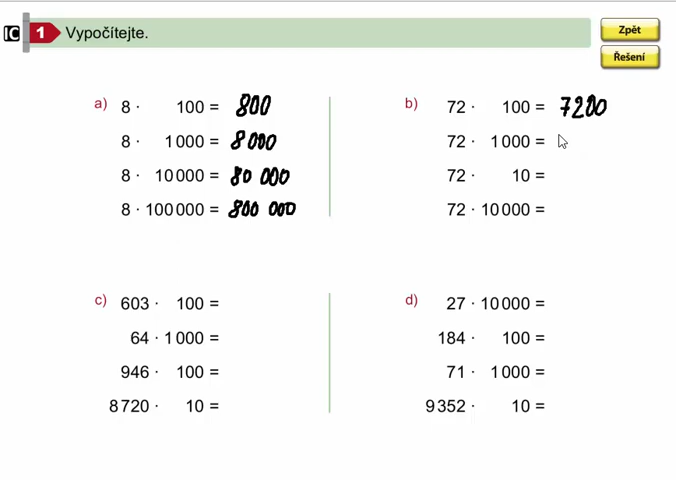 1 Vypočítejte.
Zpět
Řešení
a) 8 · 100 = 800
8 · 1 000 = 8 000
8 · 10 000 = 80 000
8 · 100 000 = 800 000
b) 72 · 100 = 7200
72 · 1 000 =
72 · 10 =
72 · 10 000 =
c) 603 · 100 =
64 · 1 000 =
946 · 100 =
8 720 · 10 =
d) 27 · 10 000 =
184 · 100 =
71 · 1 000 =
9 352 · 10 =